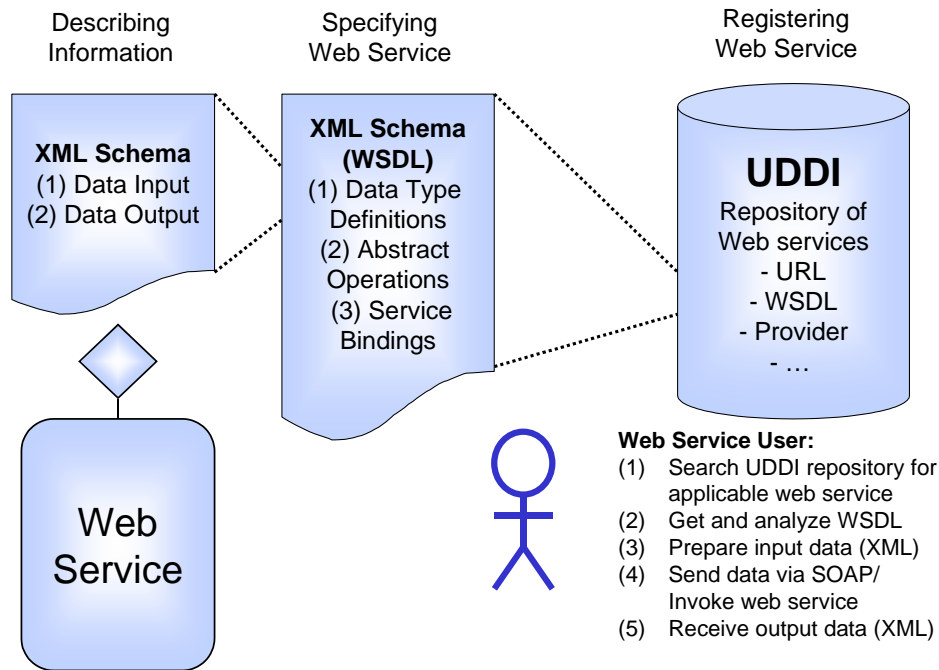 Describing
Information
Specifying
Web Service
Registering
Web Service
XML Schema
(1) Data Input
(2) Data Output
XML Schema
(WSDL)
(1) Data Type
Definitions
(2) Abstract
Operations
(3) Service
Bindings
UDDI
Repository of
Web services
- URL
- WSDL
- Provider
- …
Web
Service
Web Service User:
(1) Search UDDI repository for
applicable web service
(2) Get and analyze WSDL
(3) Prepare input data (XML)
(4) Send data via SOAP/
Invoke web service
(5) Receive output data (XML)